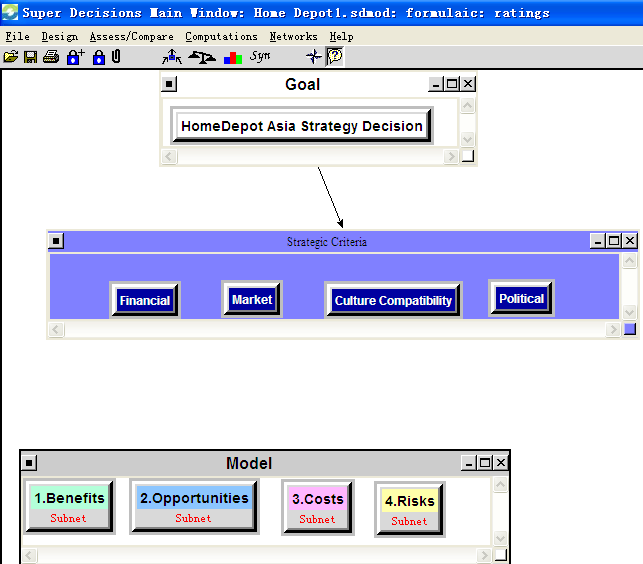 Super Decisions Main Window: Home Depot1.sdmod: formulaic: ratings
File Design Assess/Compare Computations Networks Help
Syn
Goal
HomeDepot Asia Strategy Decision
Strategic Criteria
Financial Market Culture Compatibility Political
Model
1.Benefits 2.Opportunities 3.Costs 4.Risks
Subnet Subnet Subnet Subnet